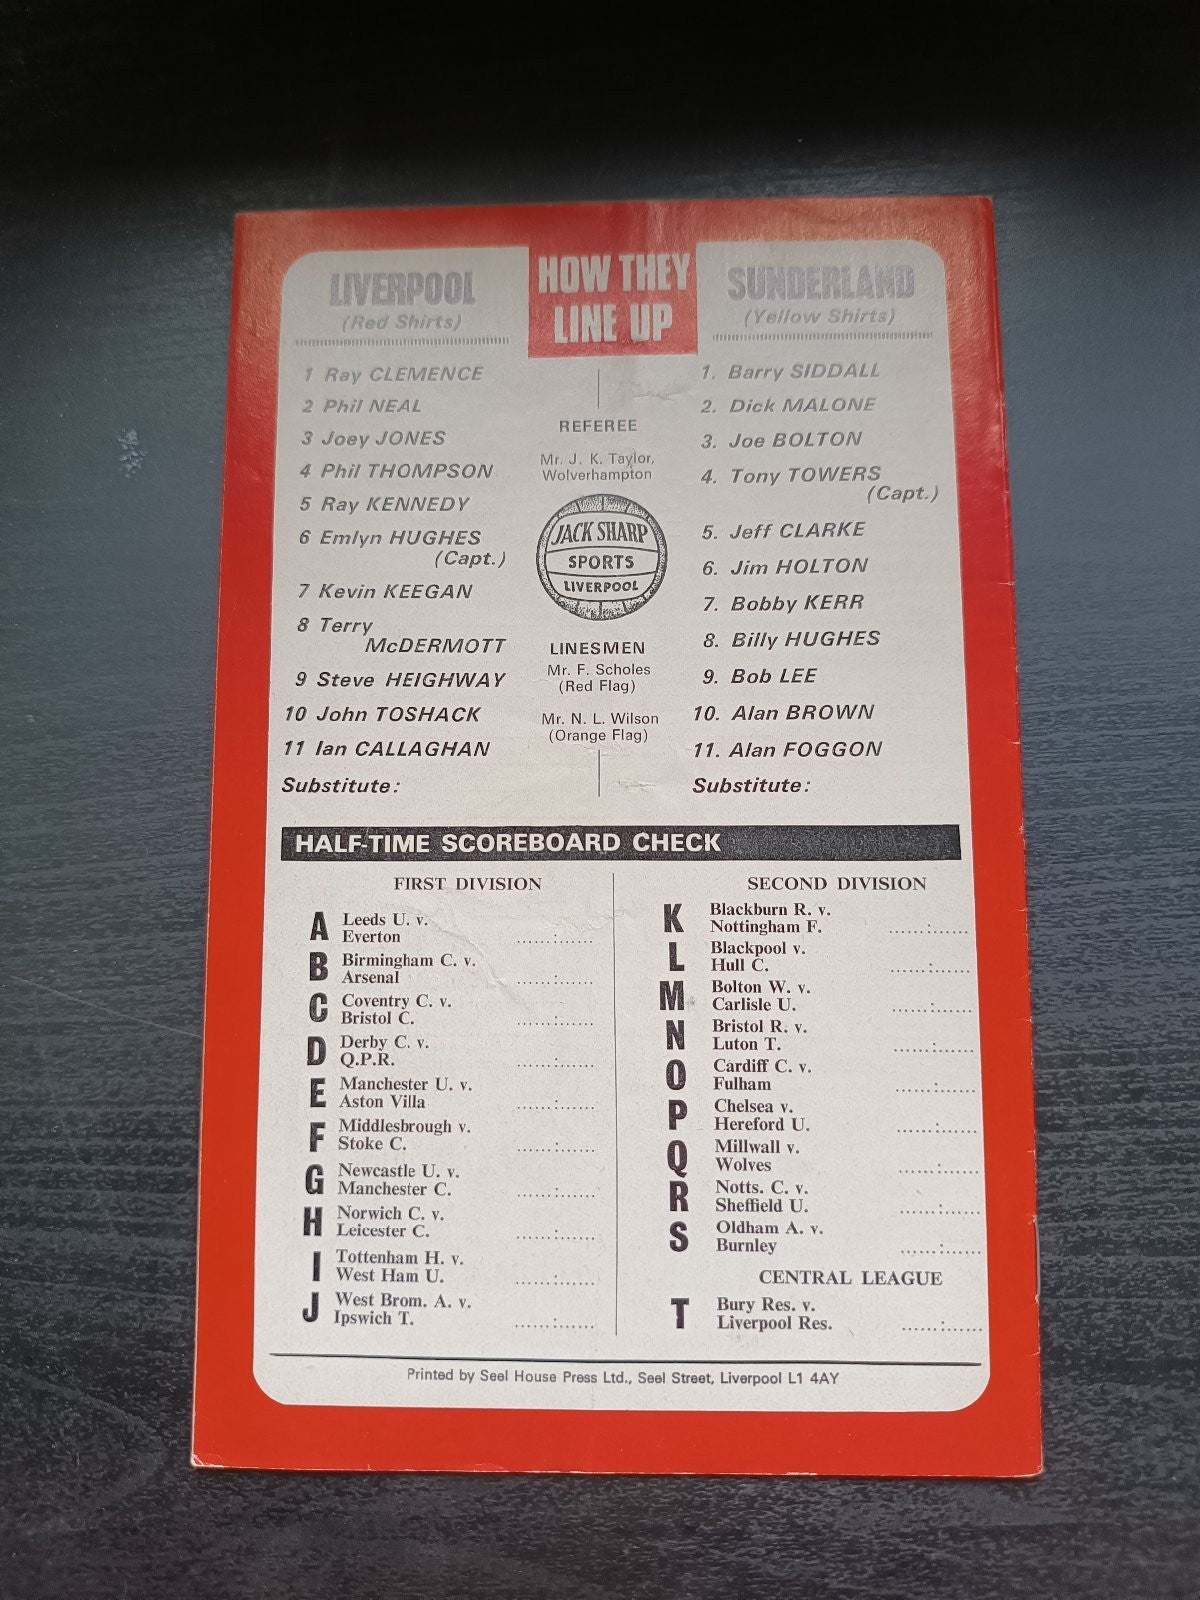 LIVERPOOL
(Red Shirts)
1 Ray CLEMENCE
2 Phil NEAL
3 Joey JONES
4 Phil THOMPSON
5 Ray KENNEDY
6 Emlyn HUGHES
(Capt.)
7 Kevin KEEGAN
8 Terry
McDERMOTT
9 Steve HEIGHWAY
10 John TOSHACK
11 Ian CALLAGHAN
Substitute:
HOW THEY
LINE UP
REFEREE
Mr. J. K. Taylor,
Wolverhampton
JACK SHARP
SPORTS
LIVERPOOL
LINESMEN
Mr. F. Scholes
(Red Flag)
Mr. N. L. Wilson
(Orange Flag)
SUNDERLAND
(Yellow Shirts)
1. Barry SIDDALL
2. Dick MALONE
3. Joe BOLTON
4. Tony TOWERS
(Capt.)
5. Jeff CLARKE
6. Jim HOLTON
7. Bobby KERR
8. Billy HUGHES
9. Bob LEE
10. Alan BROWN
11. Alan FOGGON
Substitute:
HALF-TIME SCOREBOARD CHECK
FIRST DIVISION
A Leeds U. v.
Everton ......:......
B Birmingham C. v.
Arsenal ......:......
C Coventry C. v.
Bristol C. ......:......
D Derby C. v.
Q.P.R. ......:......
E Manchester U. v.
Aston Villa ......:......
F Middlesbrough v.
Stoke C. ......:......
G Newcastle U. v.
Manchester C. ......:......
H Norwich C. v.
Leicester C. ......:......
I Tottenham H. v.
West Ham U. ......:......
J West Brom. A. v.
Ipswich T. ......:......
SECOND DIVISION
K Blackburn R. v.
Nottingham F. ......:......
L Blackpool v.
Hull C. ......:......
M Bolton W. v.
Carlisle U. ......:......
N Bristol R. v.
Luton T. ......:......
O Cardiff C. v.
Fulham ......:......
P Chelsea v.
Hereford U. ......:......
Q Millwall v.
Wolves ......:......
R Notts. C. v.
Sheffield U. ......:......
S Oldham A. v.
Burnley ......:......
CENTRAL LEAGUE
T Bury Res. v.
Liverpool Res. ......:......
Printed by Seel House Press Ltd., Seel Street, Liverpool L1 4AY